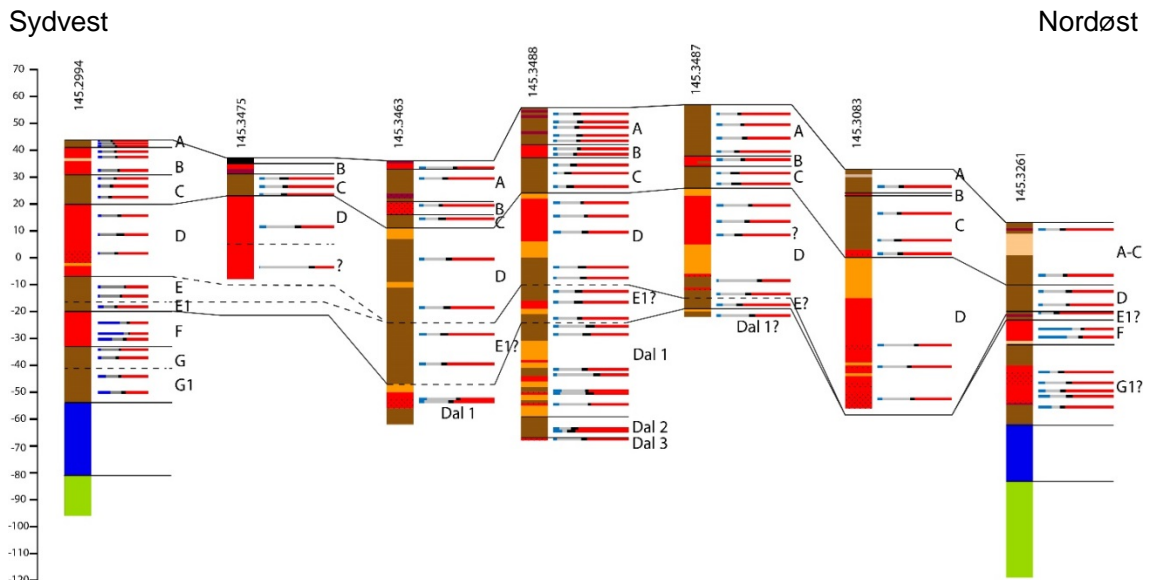 Sydvest
Nordøst
145.2994
145.3475
145.3463
145.3488
145.3487
145.3083
145.3261
70
60
50
40
30
20
10
0
-10
-20
-30
-40
-50
-60
-70
-80
-90
-100
-110
-120
A
B
C
D
E
E1
F
G
G1
B
C
D
?
A
B
C
D
E1?
Dal 1
A
B
C
D
E1?
Dal 1
Dal 2
Dal 3
A
B
C
?
D
E?
Dal 1?
A
B
C
D
A-C
D
E1?
F
G1?